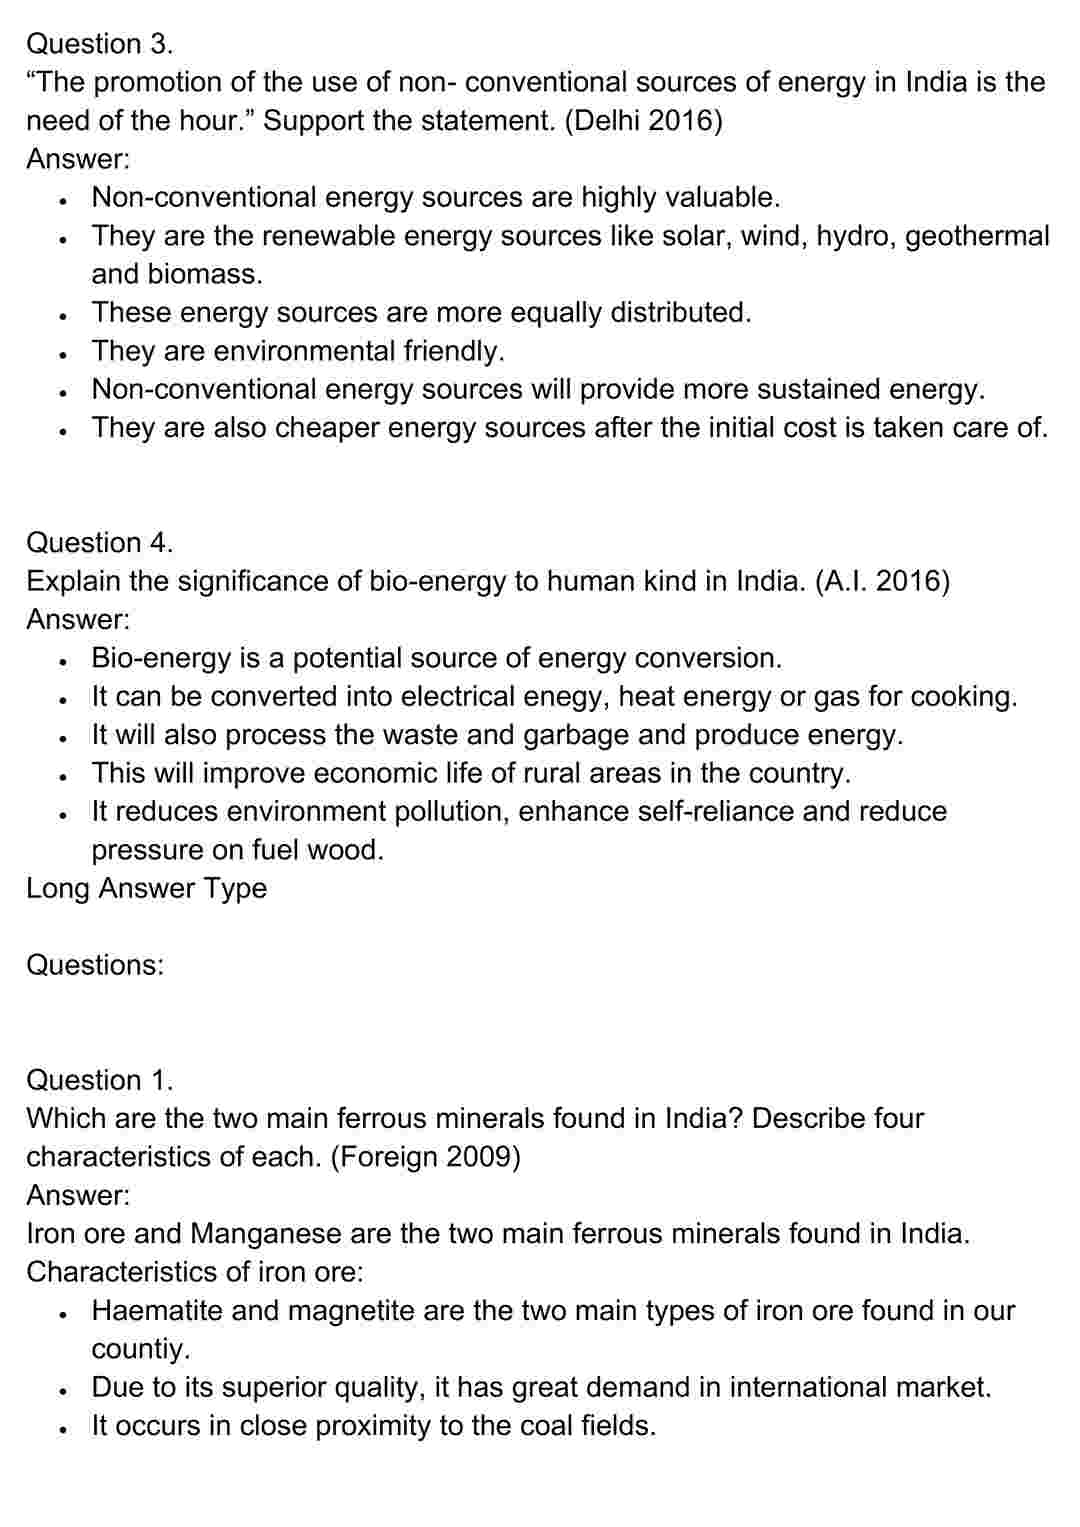 Question 3.
“The promotion of the use of non- conventional sources of energy in India is the
need of the hour.” Support the statement. (Delhi 2016)
Answer:
• Non-conventional energy sources are highly valuable.
• They are the renewable energy sources like solar, wind, hydro, geothermal
and biomass.
• These energy sources are more equally distributed.
• They are environmental friendly.
• Non-conventional energy sources will provide more sustained energy.
• They are also cheaper energy sources after the initial cost is taken care of.
Question 4.
Explain the significance of bio-energy to human kind in India. (A.I. 2016)
Answer:
• Bio-energy is a potential source of energy conversion.
• It can be converted into electrical enegy, heat energy or gas for cooking.
• It will also process the waste and garbage and produce energy.
• This will improve economic life of rural areas in the country.
• It reduces environment pollution, enhance self-reliance and reduce
pressure on fuel wood.
Long Answer Type
Questions:
Question 1.
Which are the two main ferrous minerals found in India? Describe four
characteristics of each. (Foreign 2009)
Answer:
Iron ore and Manganese are the two main ferrous minerals found in India.
Characteristics of iron ore:
• Haematite and magnetite are the two main types of iron ore found in our
countiy.
• Due to its superior quality, it has great demand in international market.
• It occurs in close proximity to the coal fields.